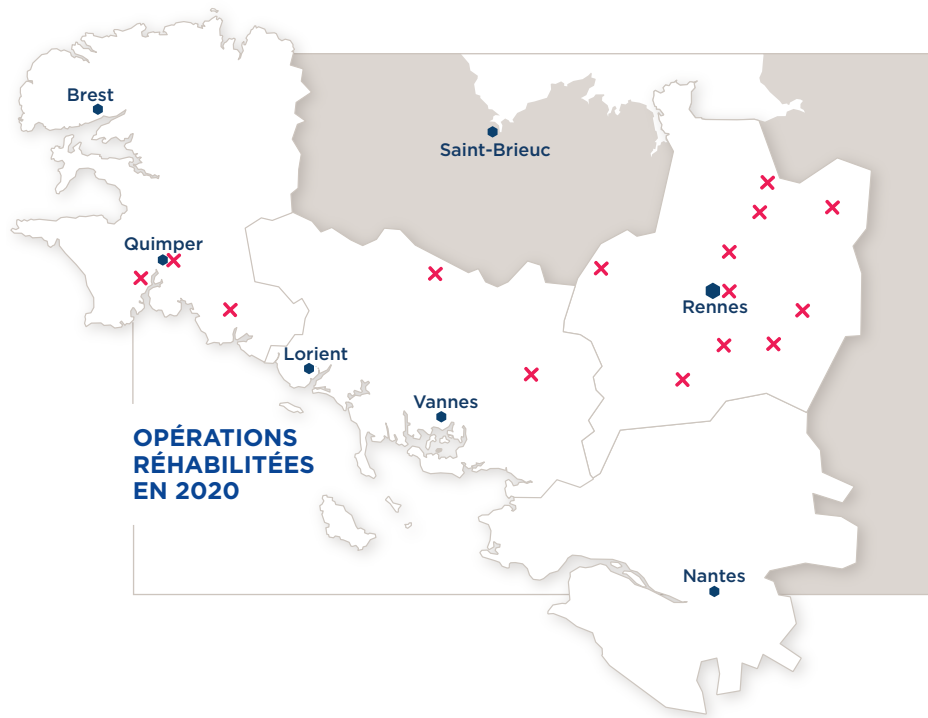 Brest
Saint-Brieuc
Quimper
Rennes
Lorient
Vannes
OPÉRATIONS
RÉHABILITÉES
EN 2020
Nantes